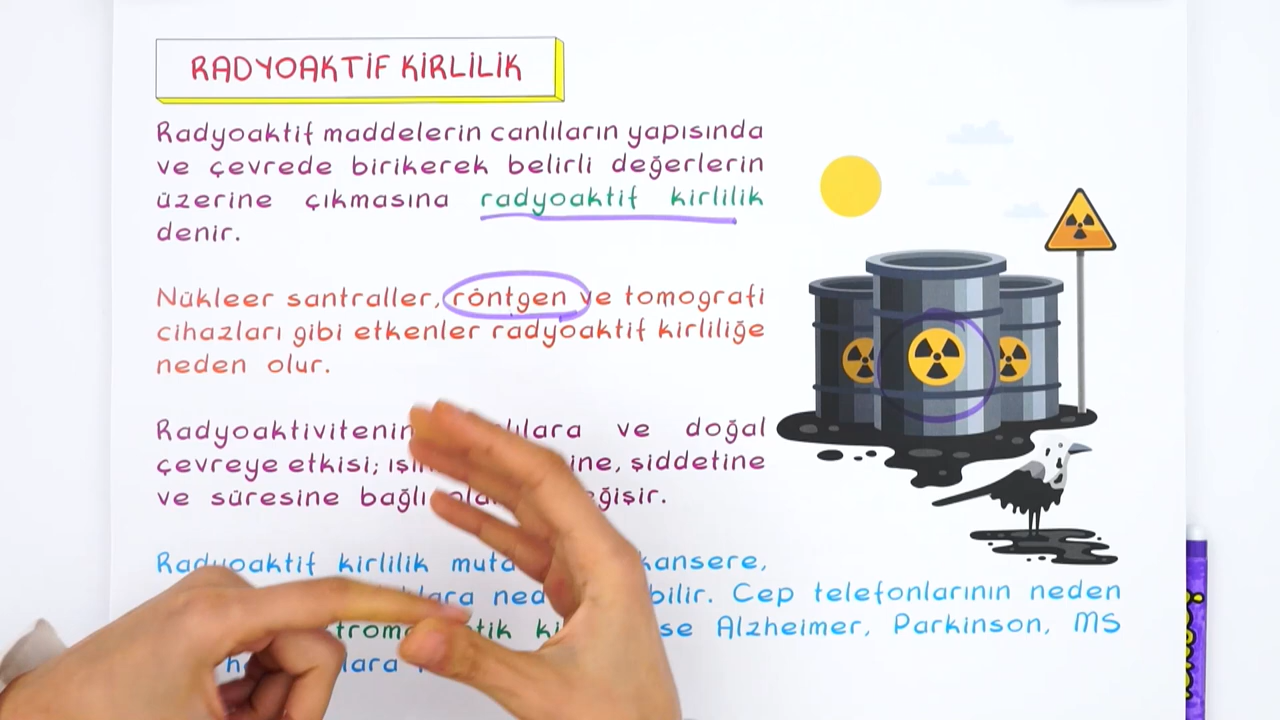 RADYOAKTİF KİRLİLİK
Radyoaktif maddelerin canlıların yapısında
ve çevrede birikerek belirli değerlerin
üzerine çıkmasına radyoaktif kirlilik
denir.
Nükleer santraller, röntgen ve tomografi
cihazları gibi etkenler radyoaktif kirliliğe
neden olur.
Radyoaktivitenin ve doğal
çevreye etkisi; şiddetine
ve süresine bağlı değişir.
Radyoaktif kirlilik kansere,
bilir. Cep telefonlarının neden
Alzheimer, Parkinson, MS